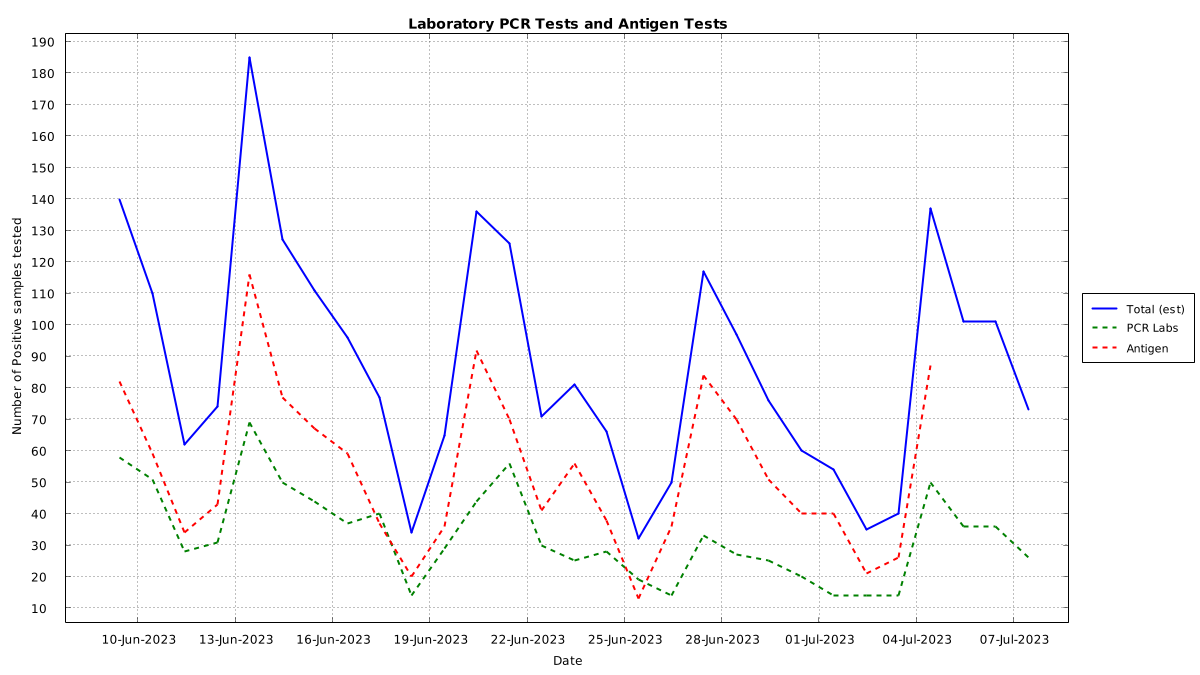 Laboratory PCR Tests and Antigen Tests
190
180
170
160
150
140
130
120
110
100
90
80
70
60
50
40
30
20
10
Number of Positive samples tested
10-Jun-2023 13-Jun-2023 16-Jun-2023 19-Jun-2023 22-Jun-2023 25-Jun-2023 28-Jun-2023 01-Jul-2023 04-Jul-2023 07-Jul-2023
Date
Total (est)
PCR Labs
Antigen